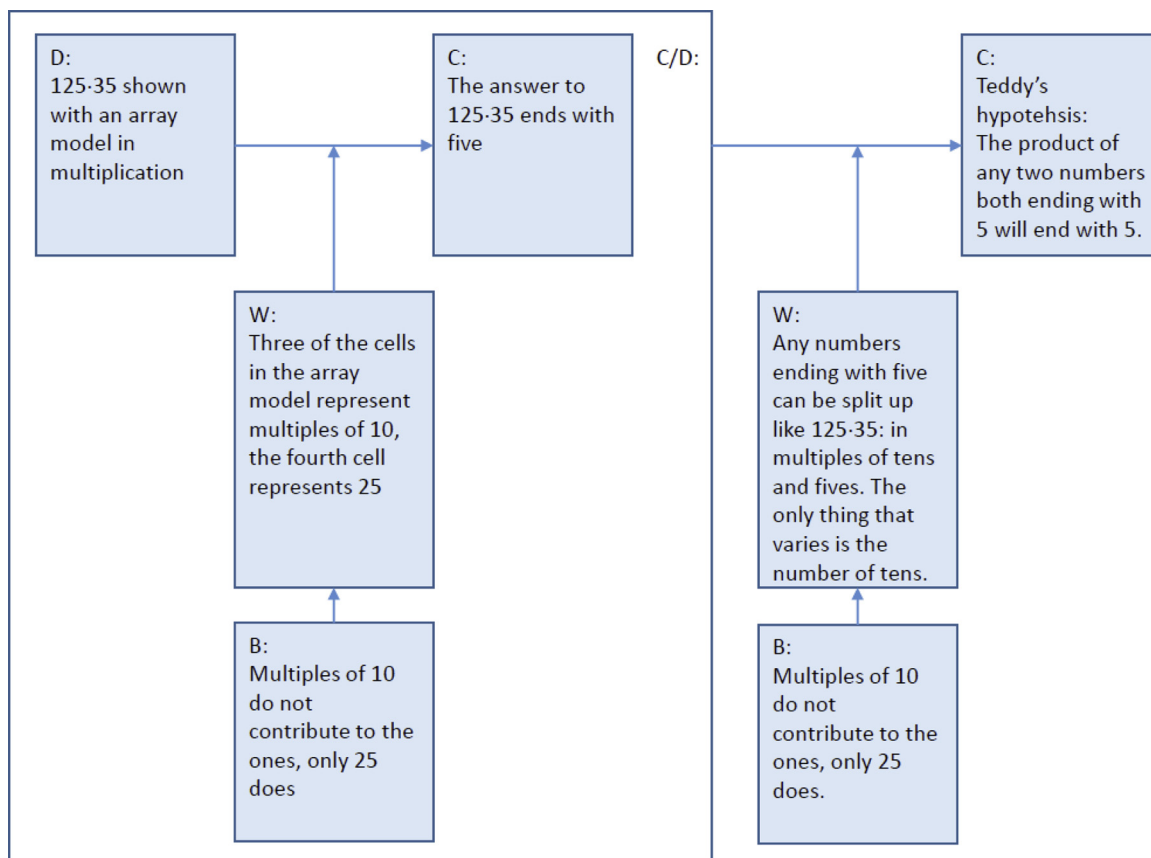 D:
125·35 shown
with an array
model in
multiplication
C:
The answer to
125·35 ends with
five
C/D:
C:
Teddy’s
hypotehsis:
The product of
any two numbers
both ending with
5 will end with 5.
W:
Three of the cells
in the array
model represent
multiples of 10,
the fourth cell
represents 25
W:
Any numbers
ending with five
can be split up
like 125·35: in
multiples of tens
and fives. The
only thing that
varies is the
number of tens.
B:
Multiples of 10
do not
contribute to the
ones, only 25
does
B:
Multiples of 10
do not
contribute to the
ones, only 25
does.